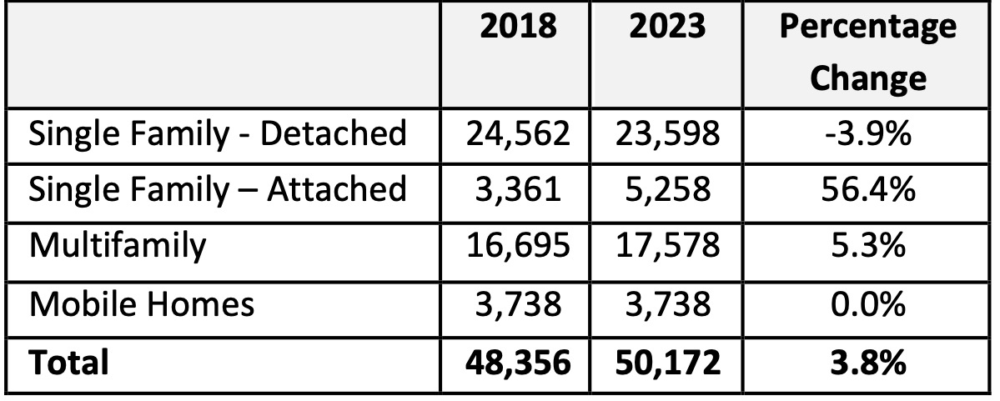 2018 2023 Percentage
Change
Single Family - Detached 24,562 23,598 -3.9%
Single Family – Attached 3,361 5,258 56.4%
Multifamily 16,695 17,578 5.3%
Mobile Homes 3,738 3,738 0.0%
Total 48,356 50,172 3.8%